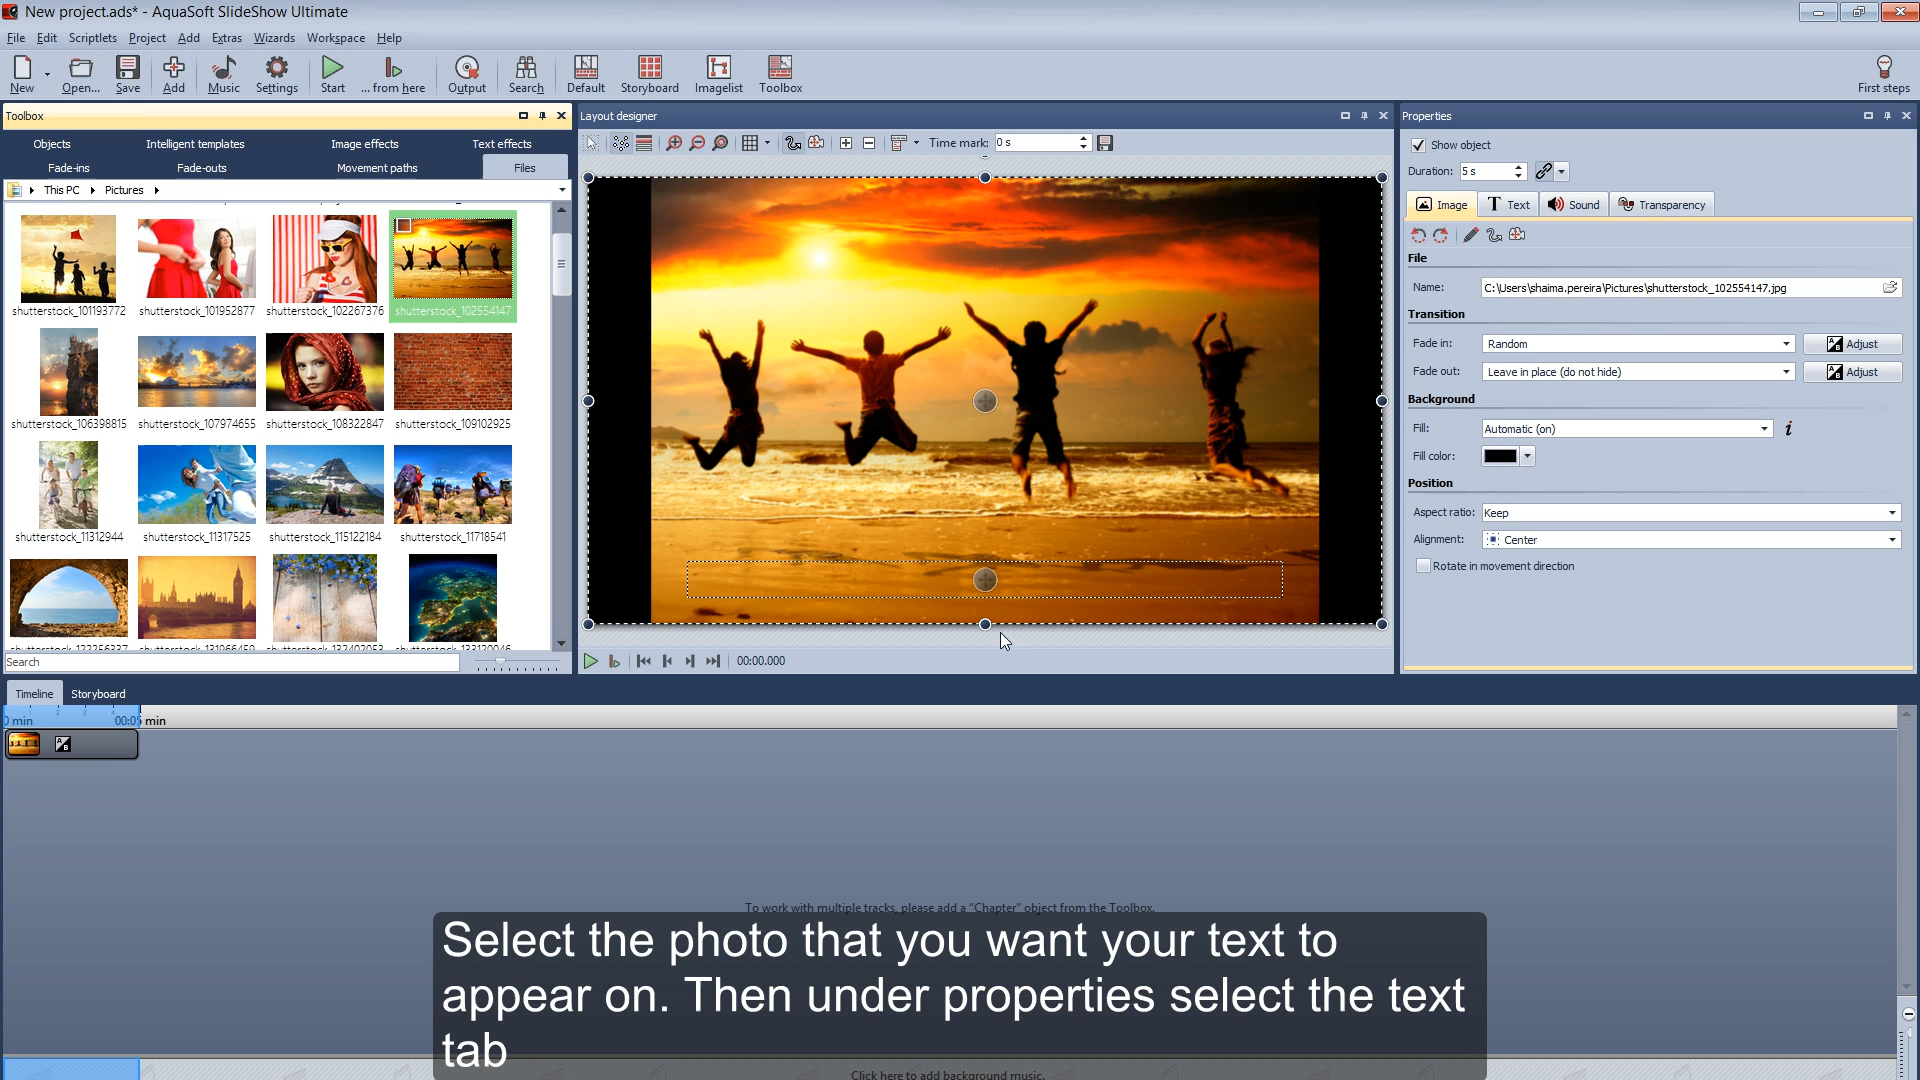 New project.ads* - AquaSoft SlideShow Ultimate
File Edit Scriptlets Project Add Extras Wizards Workspace Help
New Open... Save Add Music Settings Start ... from here Output Search Default Storyboard Imagelist Toolbox First steps
Toolbox
Objects Intelligent templates Image effects Text effects
Fade-ins Fade-outs Movement paths Files
This PC Pictures
shutterstock_101193772 shutterstock_101952877 shutterstock_102267376 shutterstock_102554147
shutterstock_106398815 shutterstock_107974655 shutterstock_108322847 shutterstock_109102925
shutterstock_11312944 shutterstock_11317525 shutterstock_115122184 shutterstock_11718541
Search
Layout designer
Time mark: 0 s
00:00.000
Properties
Show object
Duration: 5 s
Image Text Sound Transparency
File
Name: C:\Users\shaima.pereira\Pictures\shutterstock_102554147.jpg
Transition
Fade in: Random Adjust
Fade out: Leave in place (do not hide) Adjust
Background
Fill: Automatic (on)
Fill color:
Position
Aspect ratio: Keep
Alignment: Center
Rotate in movement direction
Timeline Storyboard
0 min 00:05 min
To work with multiple tracks, please add a "Chapter" object from the Toolbox.
Select the photo that you want your text to
appear on. Then under properties select the text
tab
Click here to add background music.